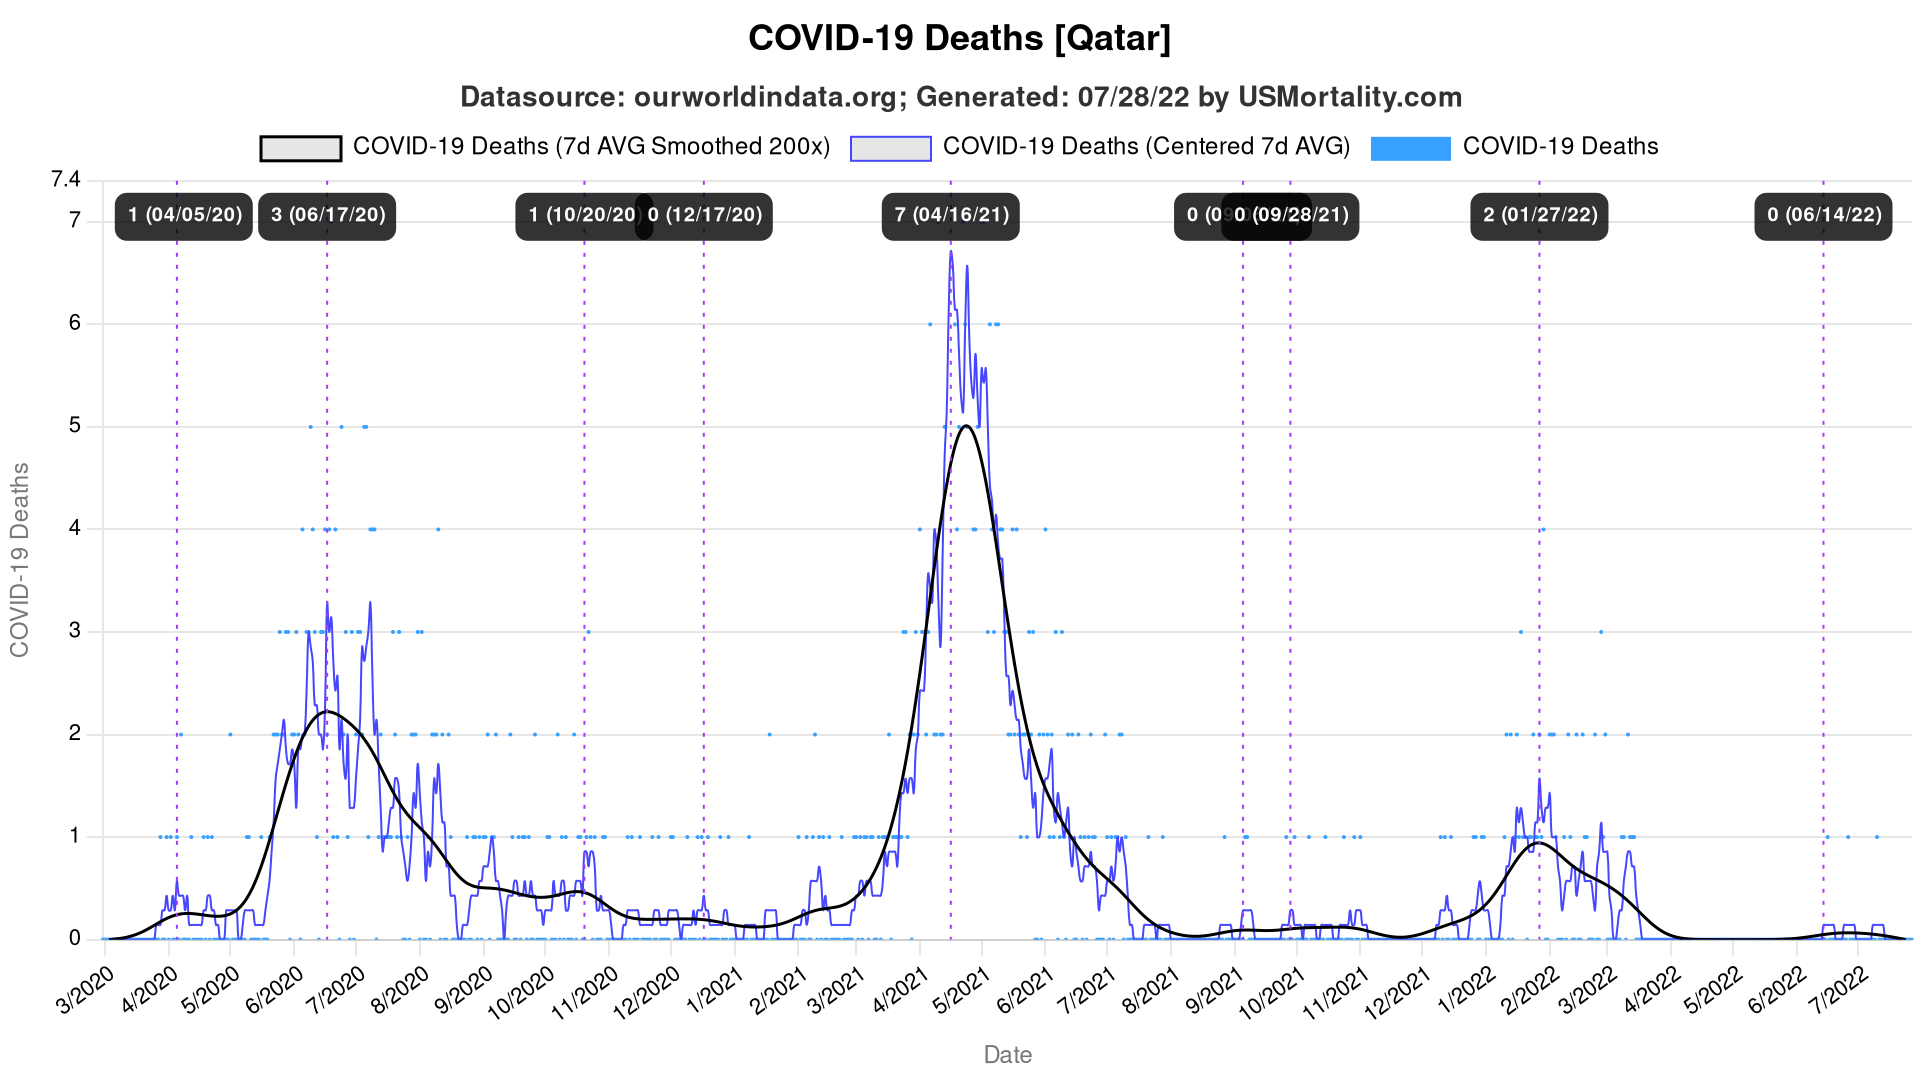 COVID-19 Deaths [Qatar]
Datasource: ourworldindata.org; Generated: 07/28/22 by USMortality.com
COVID-19 Deaths (7d AVG Smoothed 200x) COVID-19 Deaths (Centered 7d AVG) COVID-19 Deaths
7.4
1 (04/05/20) 3 (06/17/20) 1 (10/20/20) 0 (12/17/20) 7 (04/16/21) 0 (09 0 (09/28/21) 2 (01/27/22) 0 (06/14/22)
7
6
5
4
3
2
1
0
COVID-19 Deaths
3/2020 4/2020 5/2020 6/2020 7/2020 8/2020 9/2020 10/2020 11/2020 12/2020 1/2021 2/2021 3/2021 4/2021 5/2021 6/2021 7/2021 8/2021 9/2021 10/2021 11/2021 12/2021 1/2022 2/2022 3/2022 4/2022 5/2022 6/2022 7/2022
Date